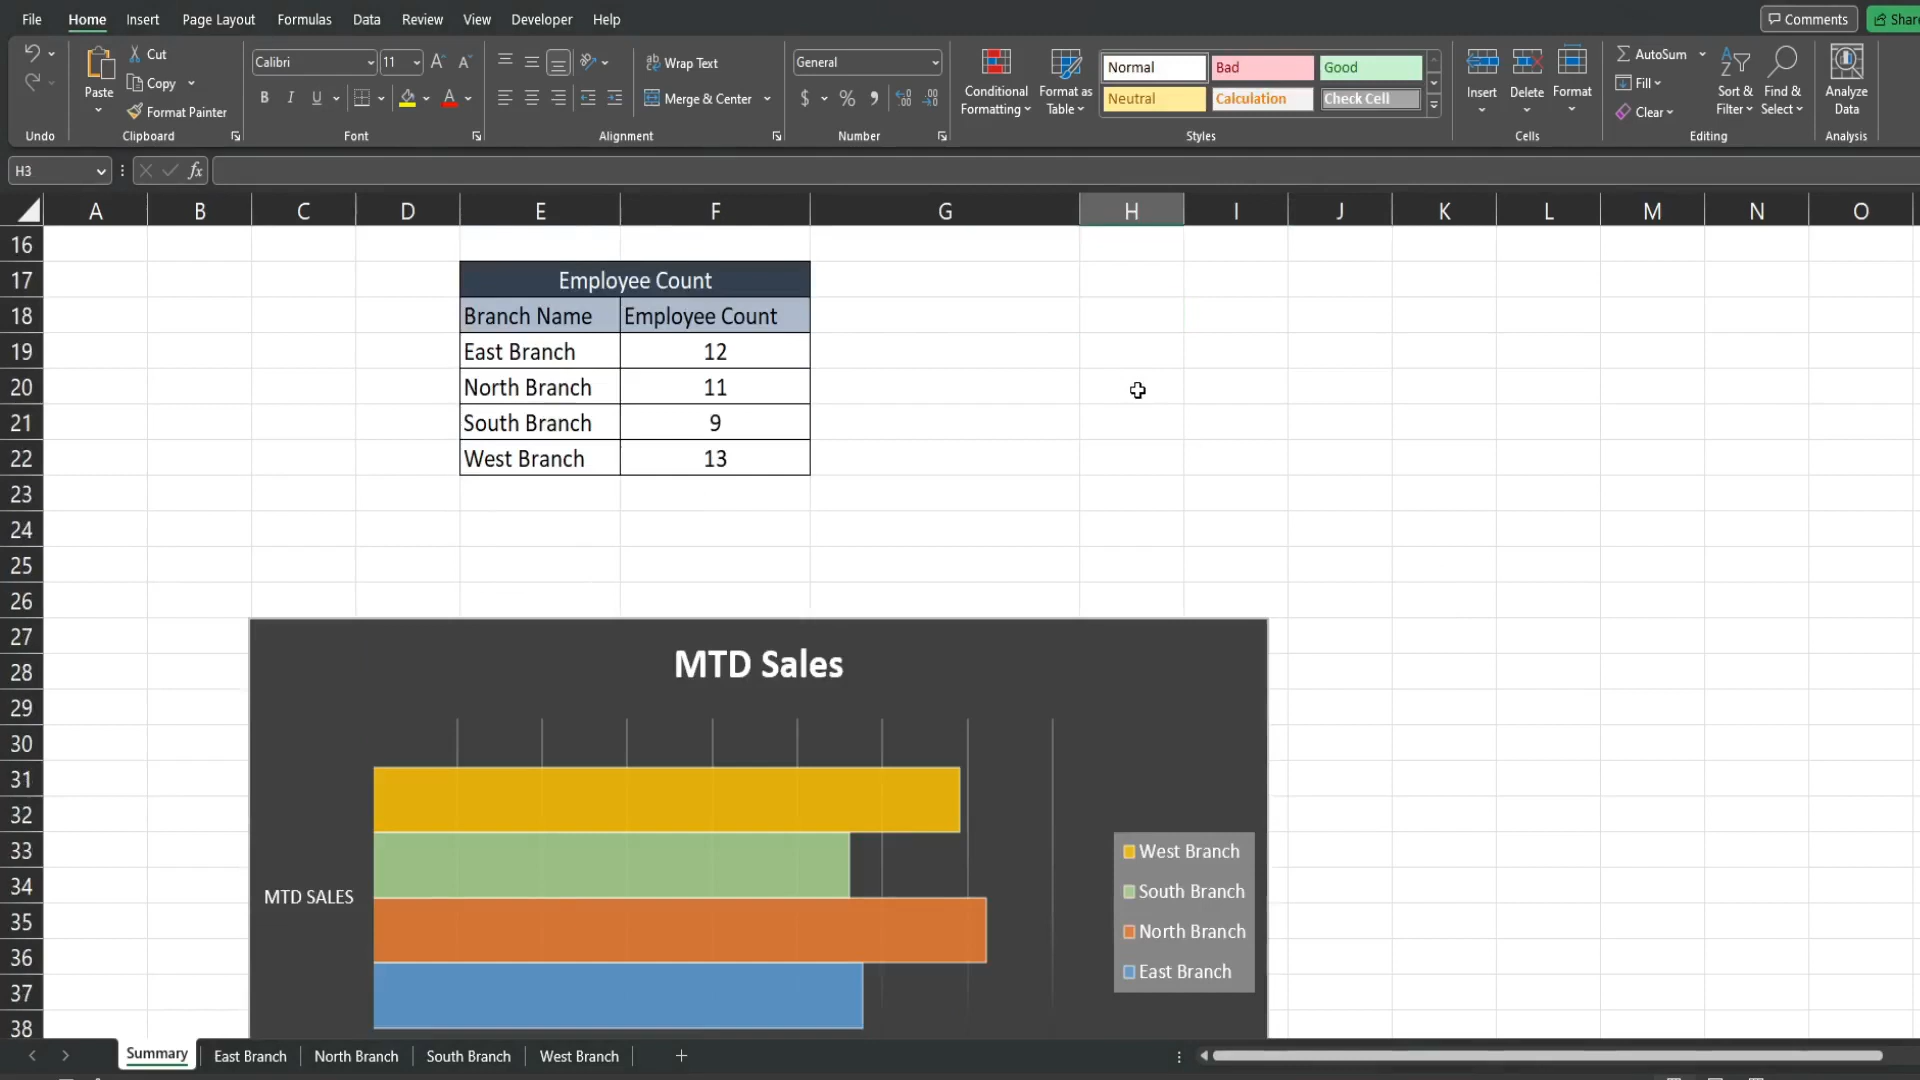 File Home Insert Page Layout Formulas Data Review View Developer Help Comments Shar
Cut
Copy
Format Painter
Paste
Calibri 11
B I U A
Wrap Text
Merge & Center
General
$ % 9
Conditional Formatting
Format as Table
Normal Bad Good
Neutral Calculation Check Cell
Insert Delete Format
AutoSum
Fill
Clear
Sort & Filter
Find & Select
Analyze Data
Undo Clipboard Font Alignment Number Styles Cells Editing Analysis
H3 fx
A B C D E F G H I J K L M N O
16
17 Employee Count
18 Branch Name Employee Count
19 East Branch 12
20 North Branch 11
21 South Branch 9
22 West Branch 13
23
24
25
26
27
28 MTD Sales
29
30
31
32
33 West Branch
34 South Branch
MTD SALES
35 North Branch
36
37 East Branch
38
Summary East Branch North Branch South Branch West Branch +